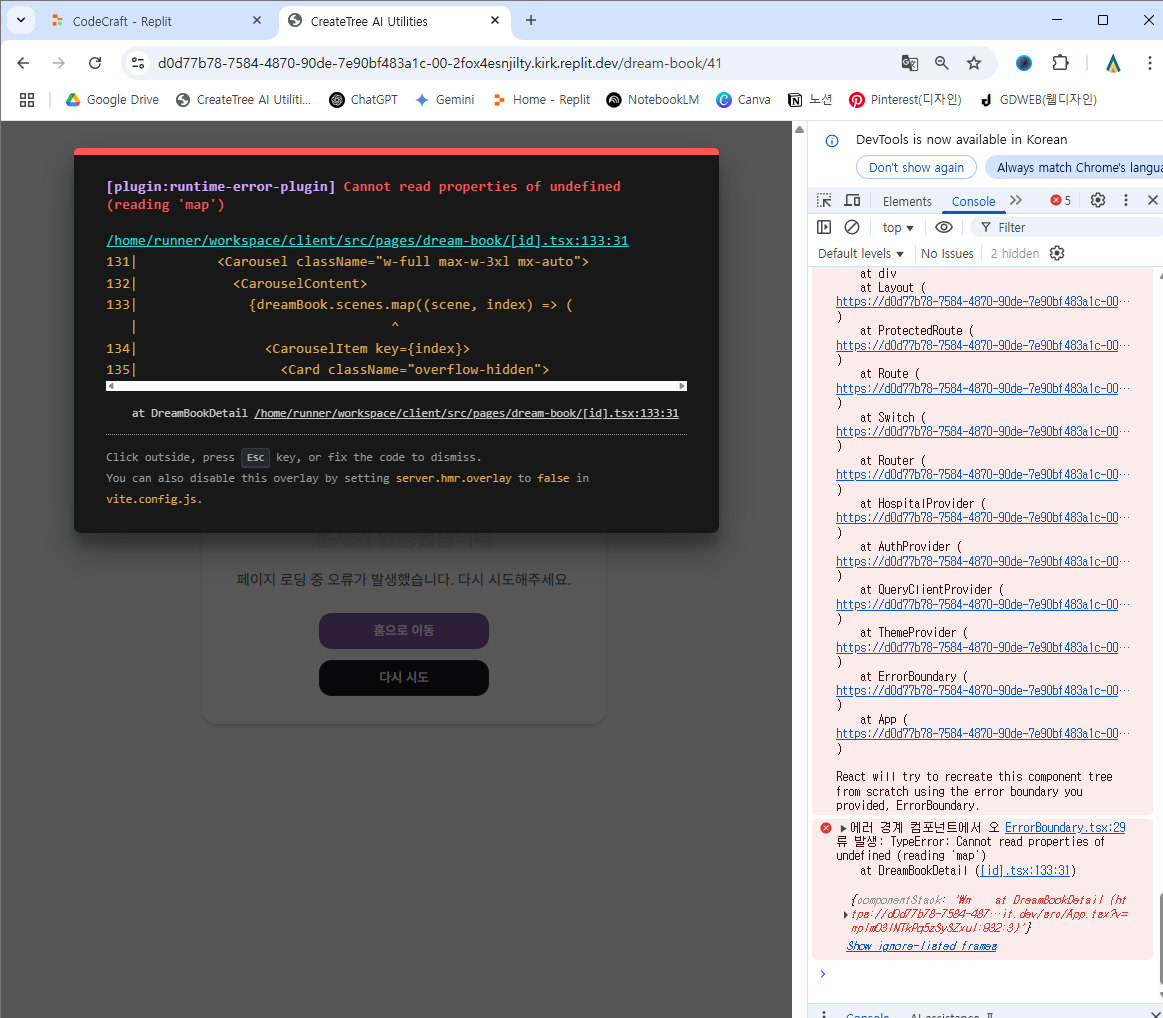 CodeCraft - Replit
CreateTree AI Utilities
d0d77b78-7584-4870-90de-7e90bf483a1c-00-2fox4esnjilty.kirk.replit.dev/dream-book/41
Google Drive
CreateTree AI Utiliti...
ChatGPT
Gemini
Home - Replit
NotebookLM
Canva
노션
Pinterest(디자인)
GDWEB(웹디자인)
[plugin:runtime-error-plugin] Cannot read properties of undefined
(reading 'map')
/home/runner/workspace/client/src/pages/dream-book/[id].tsx:133:31
131|          <Carousel className="w-full max-w-3xl mx-auto">
132|            <CarouselContent>
133|              {dreamBook.scenes.map((scene, index) => (
   |                                ^
134|                <CarouselItem key={index}>
135|                  <Card className="overflow-hidden">
at DreamBookDetail /home/runner/workspace/client/src/pages/dream-book/[id].tsx:133:31
Click outside, press Esc key, or fix the code to dismiss.
You can also disable this overlay by setting server.hmr.overlay to false in
vite.config.js.
페이지 로딩 중 오류가 발생했습니다. 다시 시도해주세요.
홈으로 이동
다시 시도
DevTools is now available in Korean
Don't show again
Always match Chrome's langua
Elements
Console
5
top
Filter
Default levels
No Issues
2 hidden
at div
at Layout (
https://d0d77b78-7584-4870-90de-7e90bf483a1c-00…
)
at ProtectedRoute (
https://d0d77b78-7584-4870-90de-7e90bf483a1c-00…
)
at Route (
https://d0d77b78-7584-4870-90de-7e90bf483a1c-00…
)
at Switch (
https://d0d77b78-7584-4870-90de-7e90bf483a1c-00…
)
at Router (
https://d0d77b78-7584-4870-90de-7e90bf483a1c-00…
)
at HospitalProvider (
https://d0d77b78-7584-4870-90de-7e90bf483a1c-00…
)
at AuthProvider (
https://d0d77b78-7584-4870-90de-7e90bf483a1c-00…
)
at QueryClientProvider (
https://d0d77b78-7584-4870-90de-7e90bf483a1c-00…
)
at ThemeProvider (
https://d0d77b78-7584-4870-90de-7e90bf483a1c-00…
)
at ErrorBoundary (
https://d0d77b78-7584-4870-90de-7e90bf483a1c-00…
)
at App (
https://d0d77b78-7584-4870-90de-7e90bf483a1c-00…
)
React will try to recreate this component tree
from scratch using the error boundary you
provided, ErrorBoundary.
에러 경계 컴포넌트에서 오 ErrorBoundary.tsx:29
류 발생: TypeError: Cannot read properties of
undefined (reading 'map')
at DreamBookDetail ([id].tsx:133:31)
{componentStack: '₩n    at DreamBookDetail (ht
tps://d0d77b78-7584-487…it.dev/src/App.tsx?v=
Show ignore-listed frames
Console
AI assistance